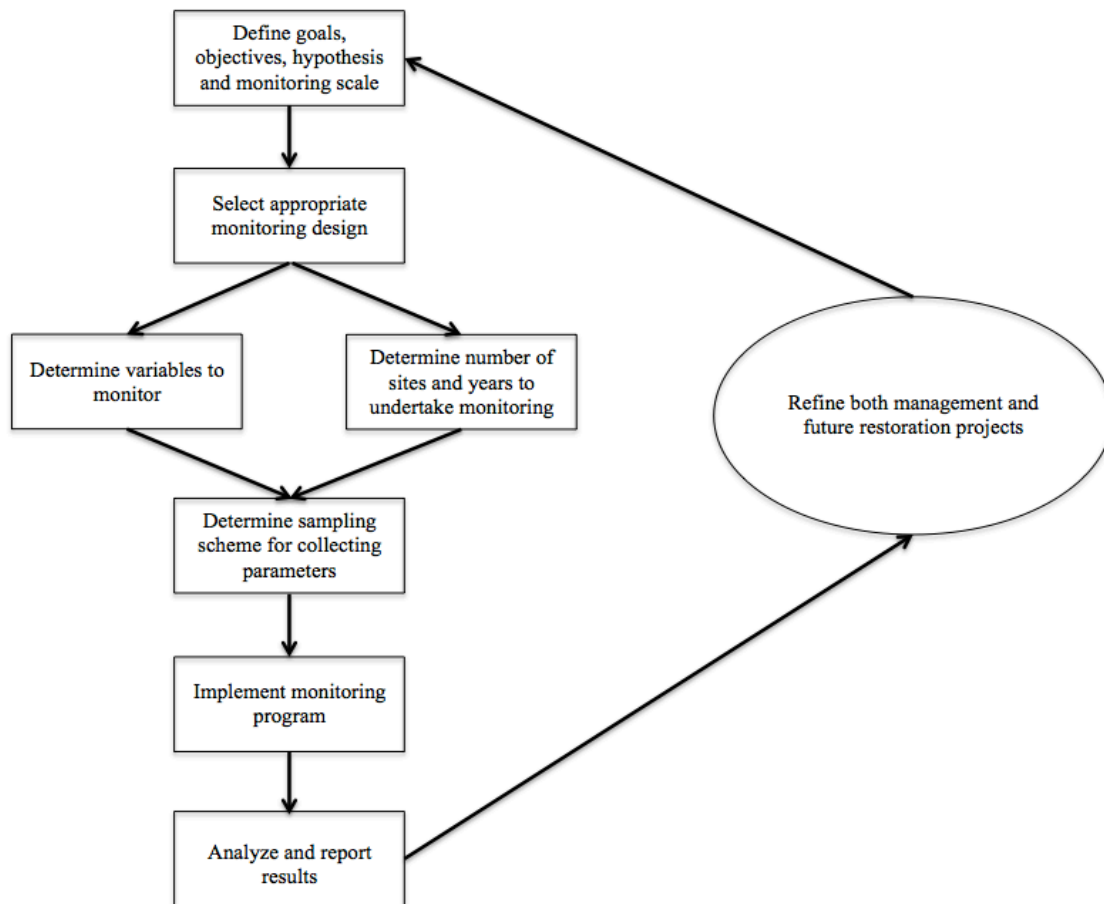 Define goals,
objectives, hypothesis
and monitoring scale
Select appropriate
monitoring design
Determine variables to
monitor
Determine number of
sites and years to
undertake monitoring
Refine both management and
future restoration projects
Determine sampling
scheme for collecting
parameters
Implement monitoring
program
Analyze and report
results